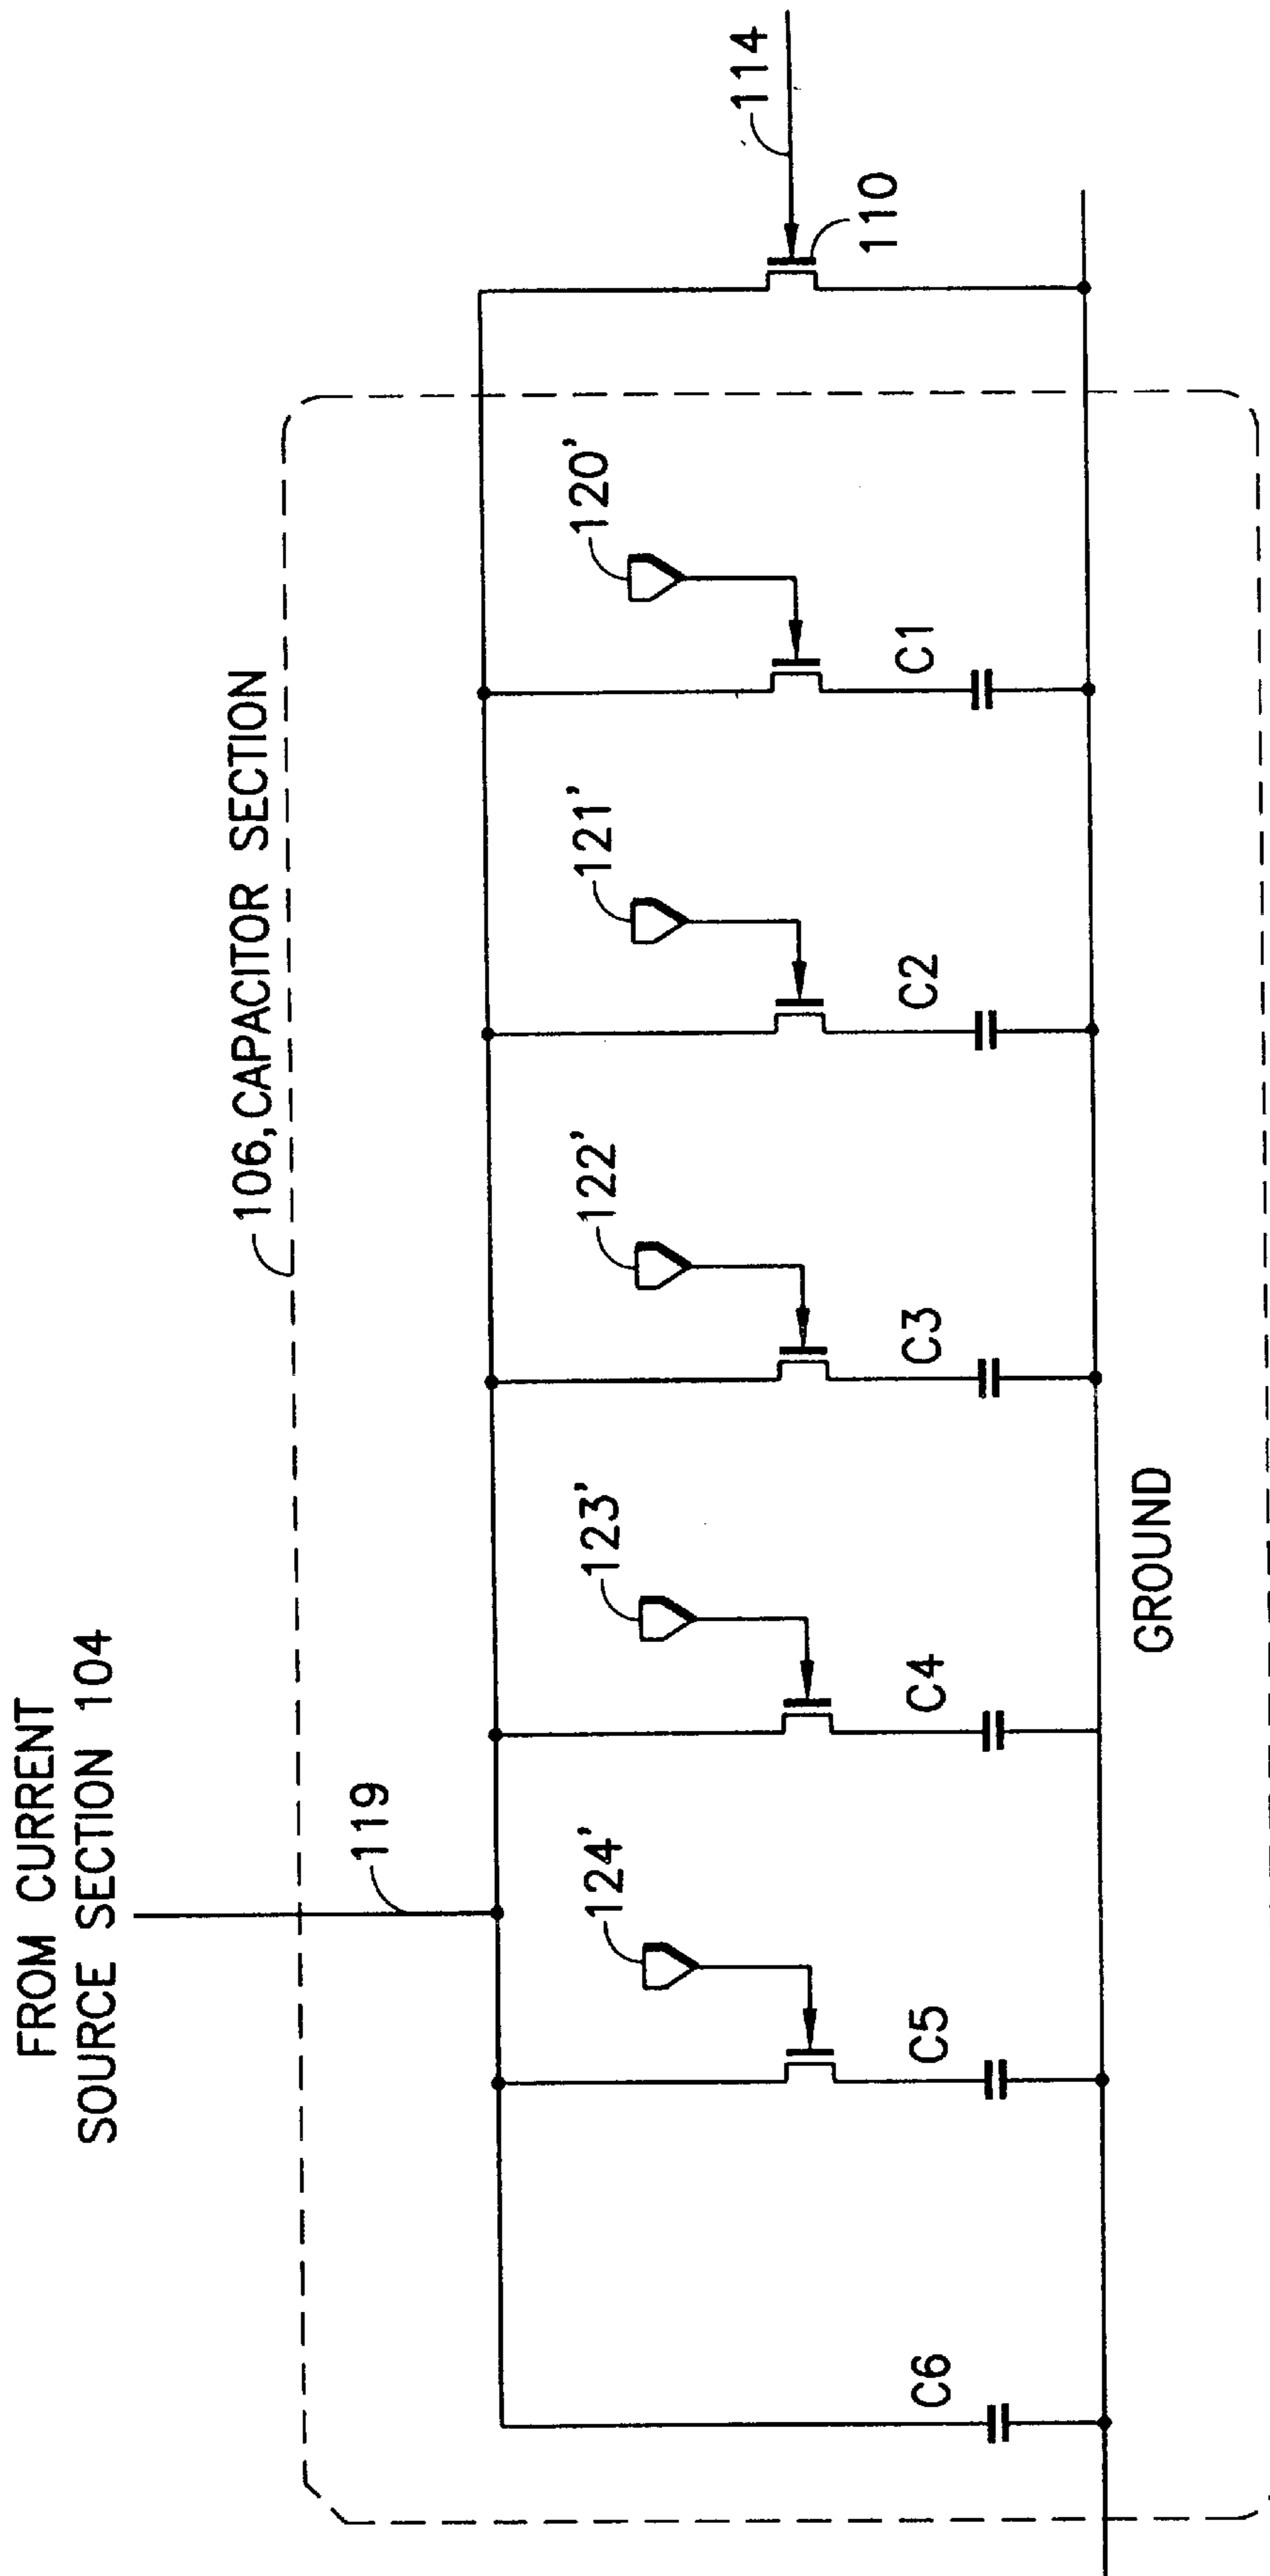 FROM CURRENT
SOURCE SECTION 104
106, CAPACITOR SECTION
119
124'
123'
122'
121'
120'
114
110
C6
C5
C4
C3
C2
C1
GROUND